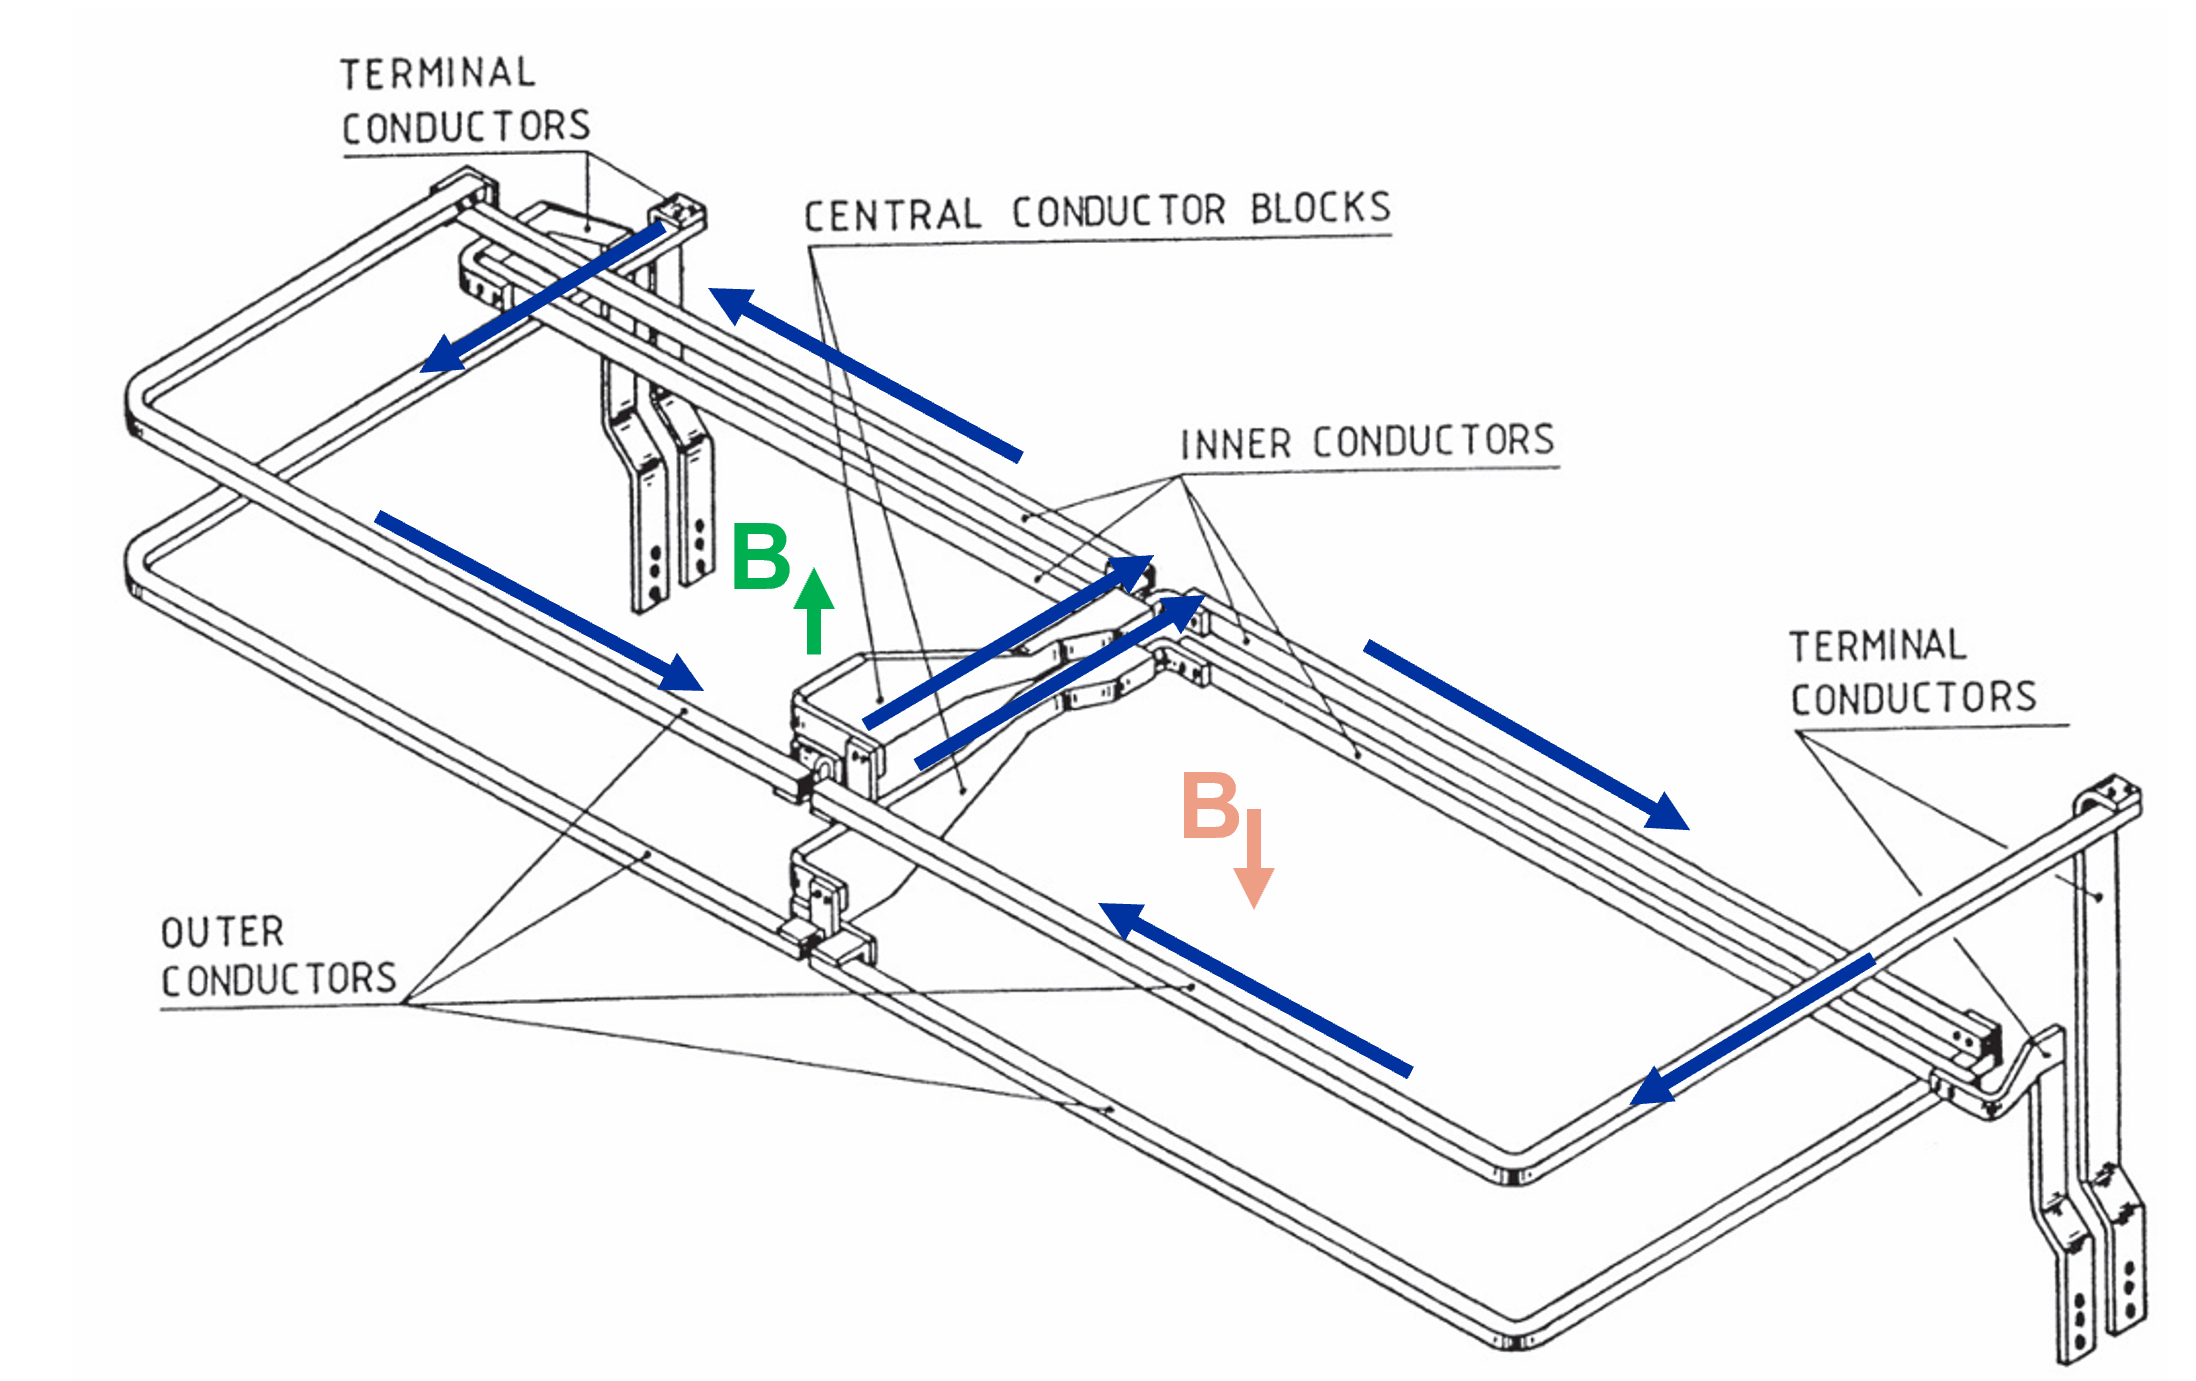 TERMINAL
CONDUCTORS
CENTRAL CONDUCTOR BLOCKS
INNER CONDUCTORS
B
TERMINAL
CONDUCTORS
B
OUTER
CONDUCTORS